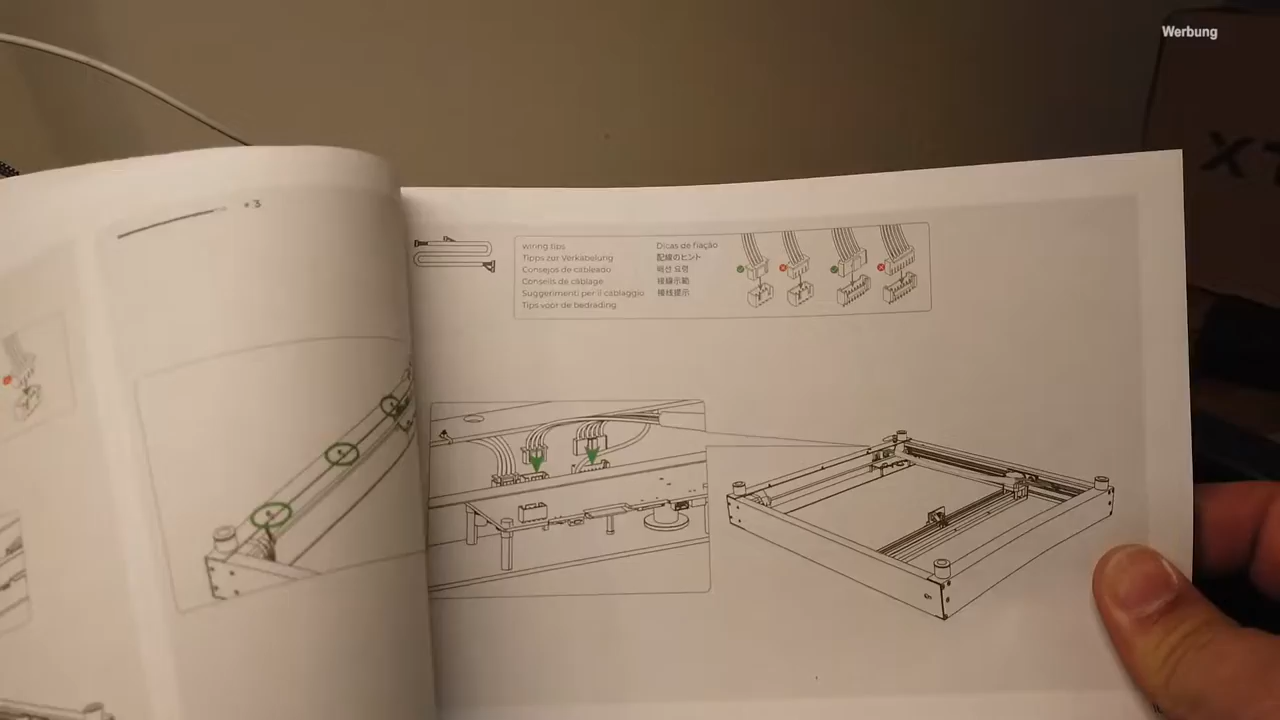 Werbung
×3
wiring tips
Tipps zur Verkabelung
Consejos de cableado
Conseils de câblage
Suggerimenti per il cablaggio
Tips voor de bedrading
Dicas de fiação
配線のヒント
배선 요령
接線示範
接线提示